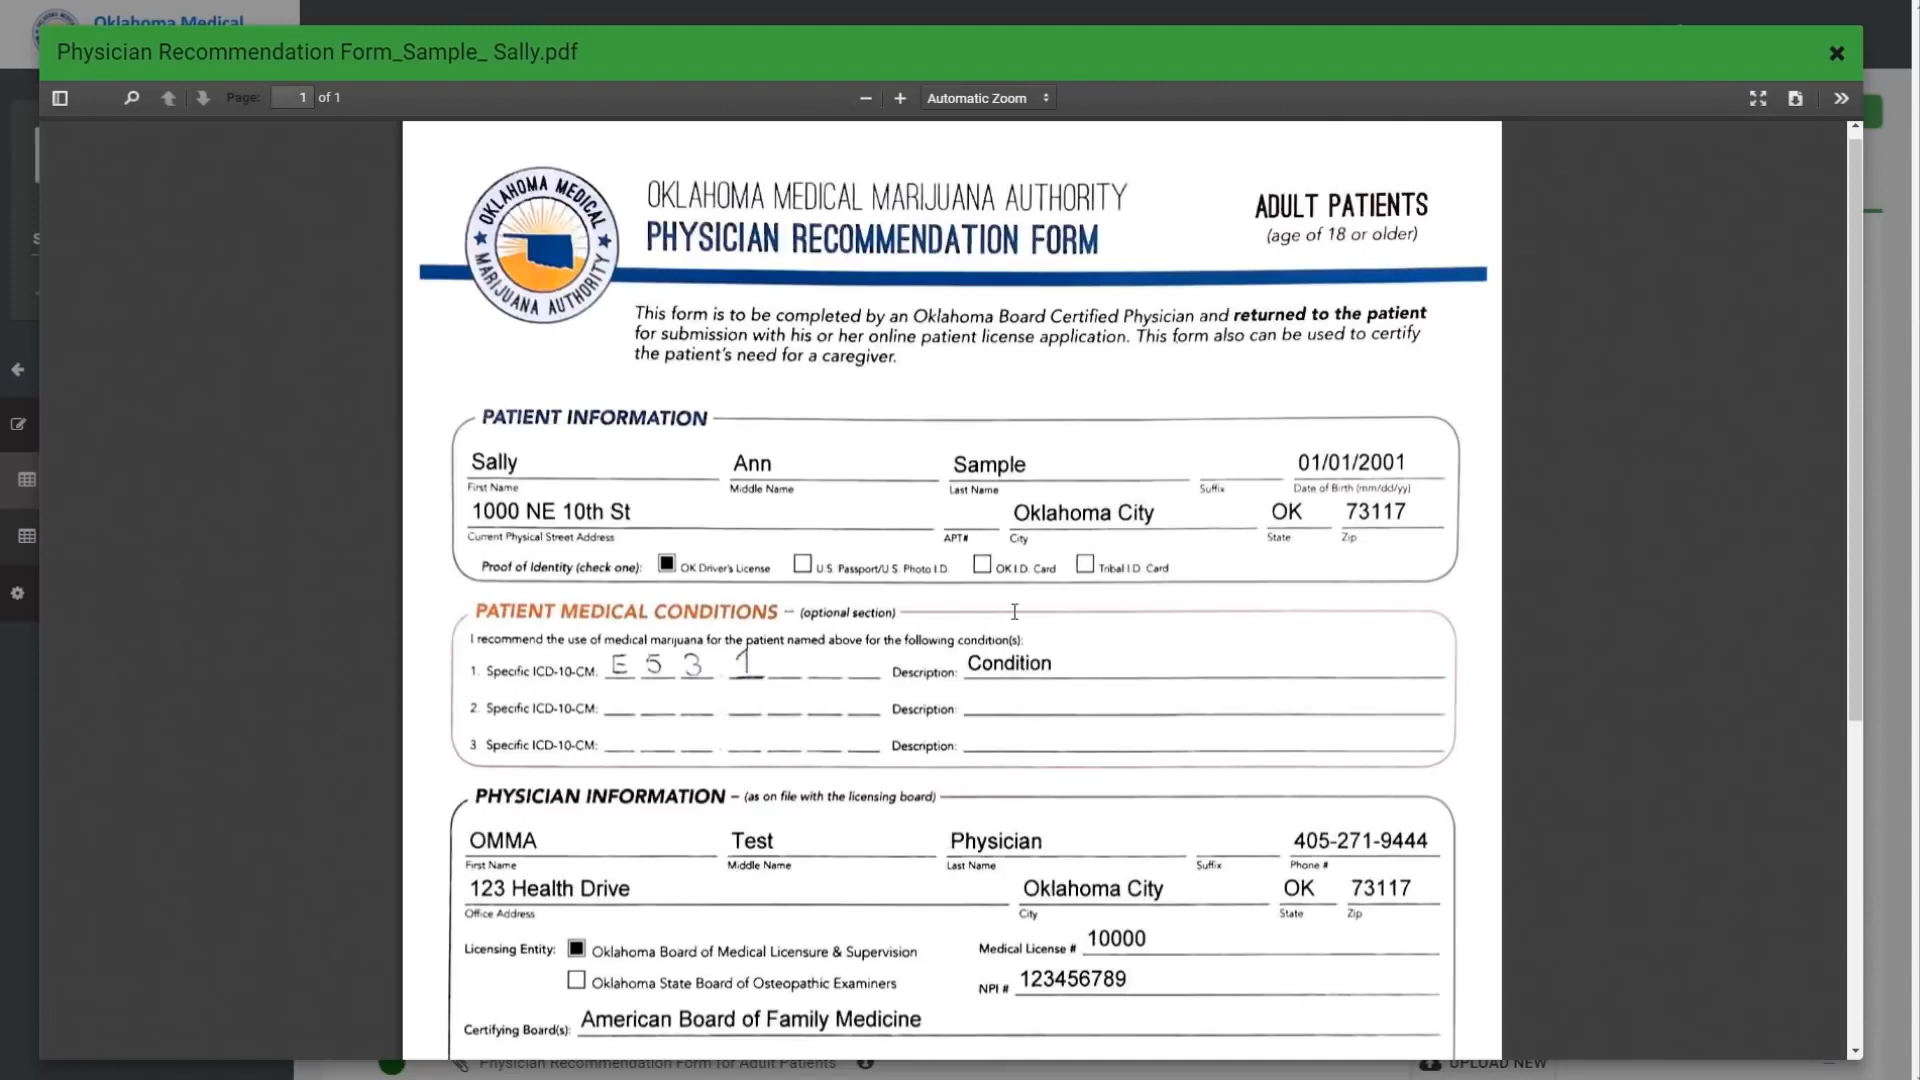 Oklahoma Medical
Physician Recommendation Form_Sample_ Sally.pdf
Page: 1 of 1
Automatic Zoom
OKLAHOMA MEDICAL
MARIJUANA AUTHORITY
OKLAHOMA MEDICAL MARIJUANA AUTHORITY
PHYSICIAN RECOMMENDATION FORM
ADULT PATIENTS
(age of 18 or older)
This form is to be completed by an Oklahoma Board Certified Physician and returned to the patient
for submission with his or her online patient license application. This form also can be used to certify
the patient's need for a caregiver.
PATIENT INFORMATION
Sally Ann Sample 01/01/2001
First Name Middle Name Last Name Suffix Date of Birth (mm/dd/yy)
1000 NE 10th St Oklahoma City OK 73117
Current Physical Street Address APT# City State Zip
Proof of Identity (check one): OK Driver's License U.S. Passport/U.S. Photo I.D. OK I.D. Card Tribal I.D. Card
PATIENT MEDICAL CONDITIONS – (optional section)
I recommend the use of medical marijuana for the patient named above for the following condition(s):
1. Specific ICD-10-CM: E 5 3 1 Description: Condition
2. Specific ICD-10-CM: Description:
3 Specific ICD-10-CM: Description:
PHYSICIAN INFORMATION – (as on file with the licensing board)
OMMA Test Physician 405-271-9444
First Name Middle Name Last Name Suffix Phone #
123 Health Drive Oklahoma City OK 73117
Office Address City State Zip
Licensing Entity: Oklahoma Board of Medical Licensure & Supervision Medical License # 10000
Oklahoma State Board of Osteopathic Examiners NPI # 123456789
Certifying Board(s): American Board of Family Medicine
Physician Recommendation Form for Adult Patients UPLOAD NEW